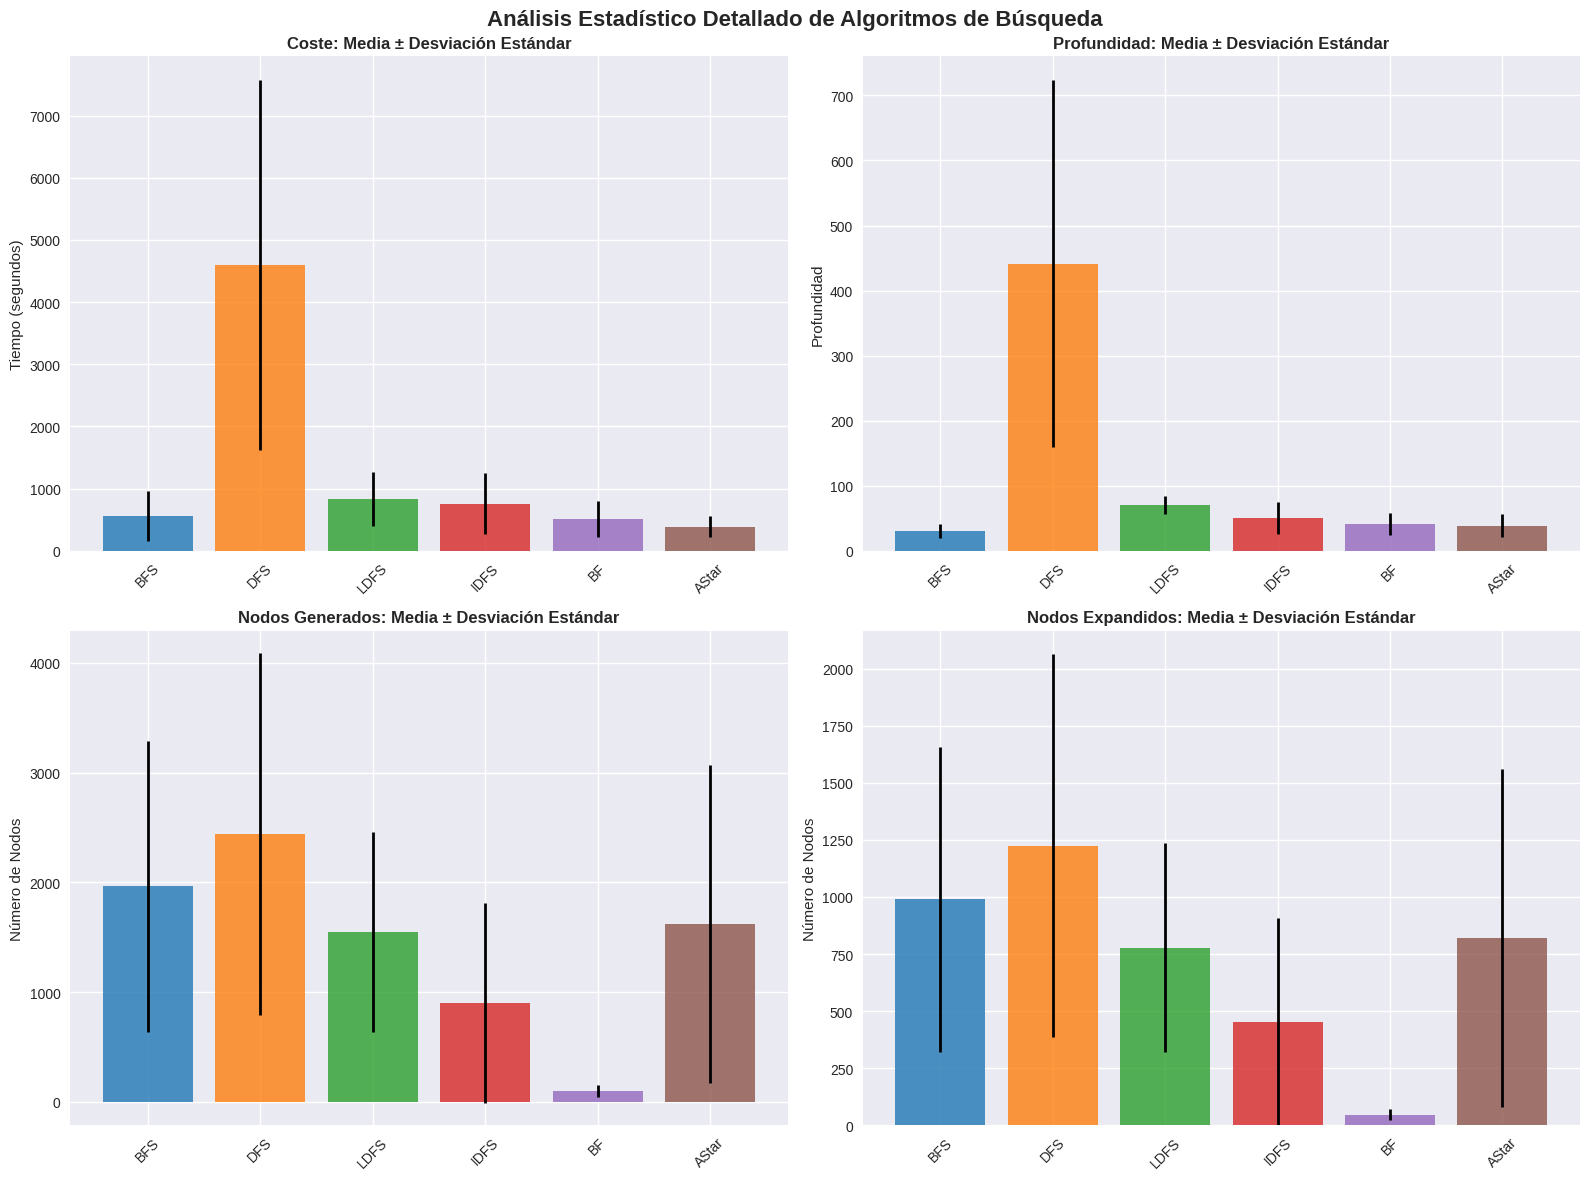 Análisis Estadístico Detallado de Algoritmos de Búsqueda
Coste: Media ± Desviación Estándar
Tiempo (segundos)
7000
6000
5000
4000
3000
2000
1000
0
BFS
DFS
LDFS
IDFS
BF
AStar
Profundidad: Media ± Desviación Estándar
Profundidad
700
600
500
400
300
200
100
0
BFS
DFS
LDFS
IDFS
BF
AStar
Nodos Generados: Media ± Desviación Estándar
Número de Nodos
4000
3000
2000
1000
0
BFS
DFS
LDFS
IDFS
BF
AStar
Nodos Expandidos: Media ± Desviación Estándar
Número de Nodos
2000
1750
1500
1250
1000
750
500
250
0
BFS
DFS
LDFS
IDFS
BF
AStar